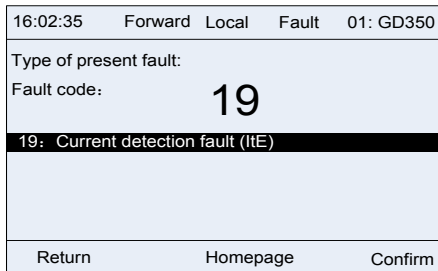 16:02:35 Forward Local Fault 01: GD350
Type of present fault:
Fault code： 19
19：Current detection fault (ItE)
Return Homepage Confirm